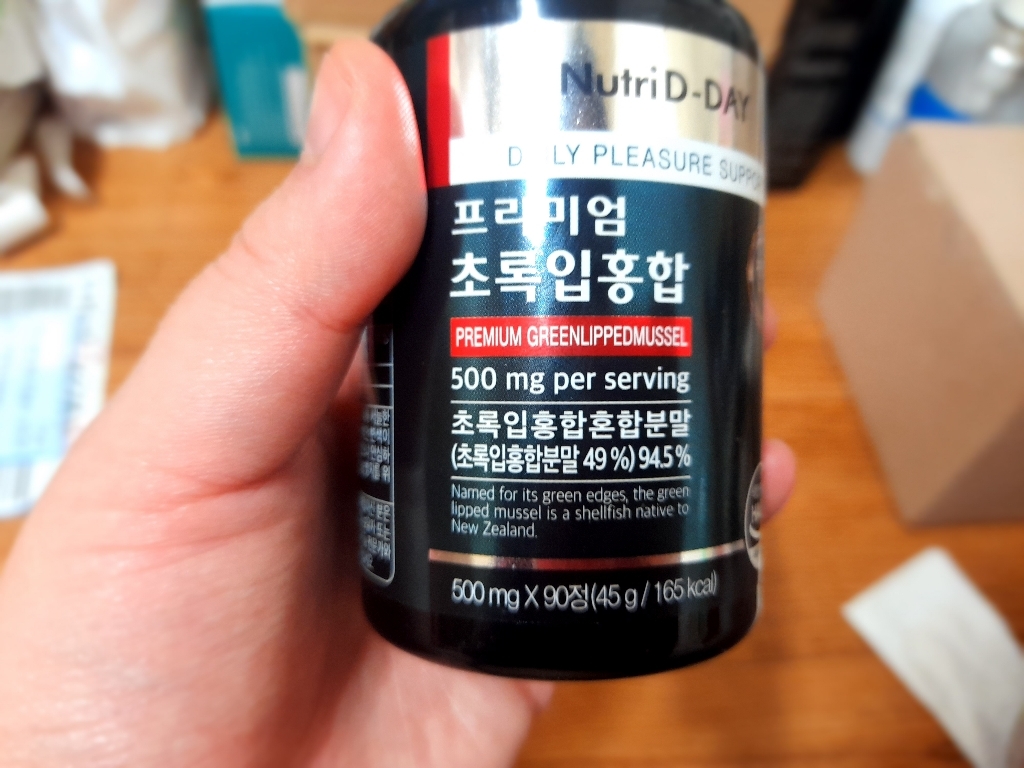 NutriD-DAY
DAILY PLEASURE
프리미엄
초록입홍합
PREMIUM GREENLIPPEDMUSSEL
500 mg per serving
초록입홍합혼합분말
(초록입홍합분말 49 %) 94.5 %
Named for its green edges, the green
lipped mussel is a shellfish native to
New Zealand.
500 mg X 90정(45 g / 165 kcal)